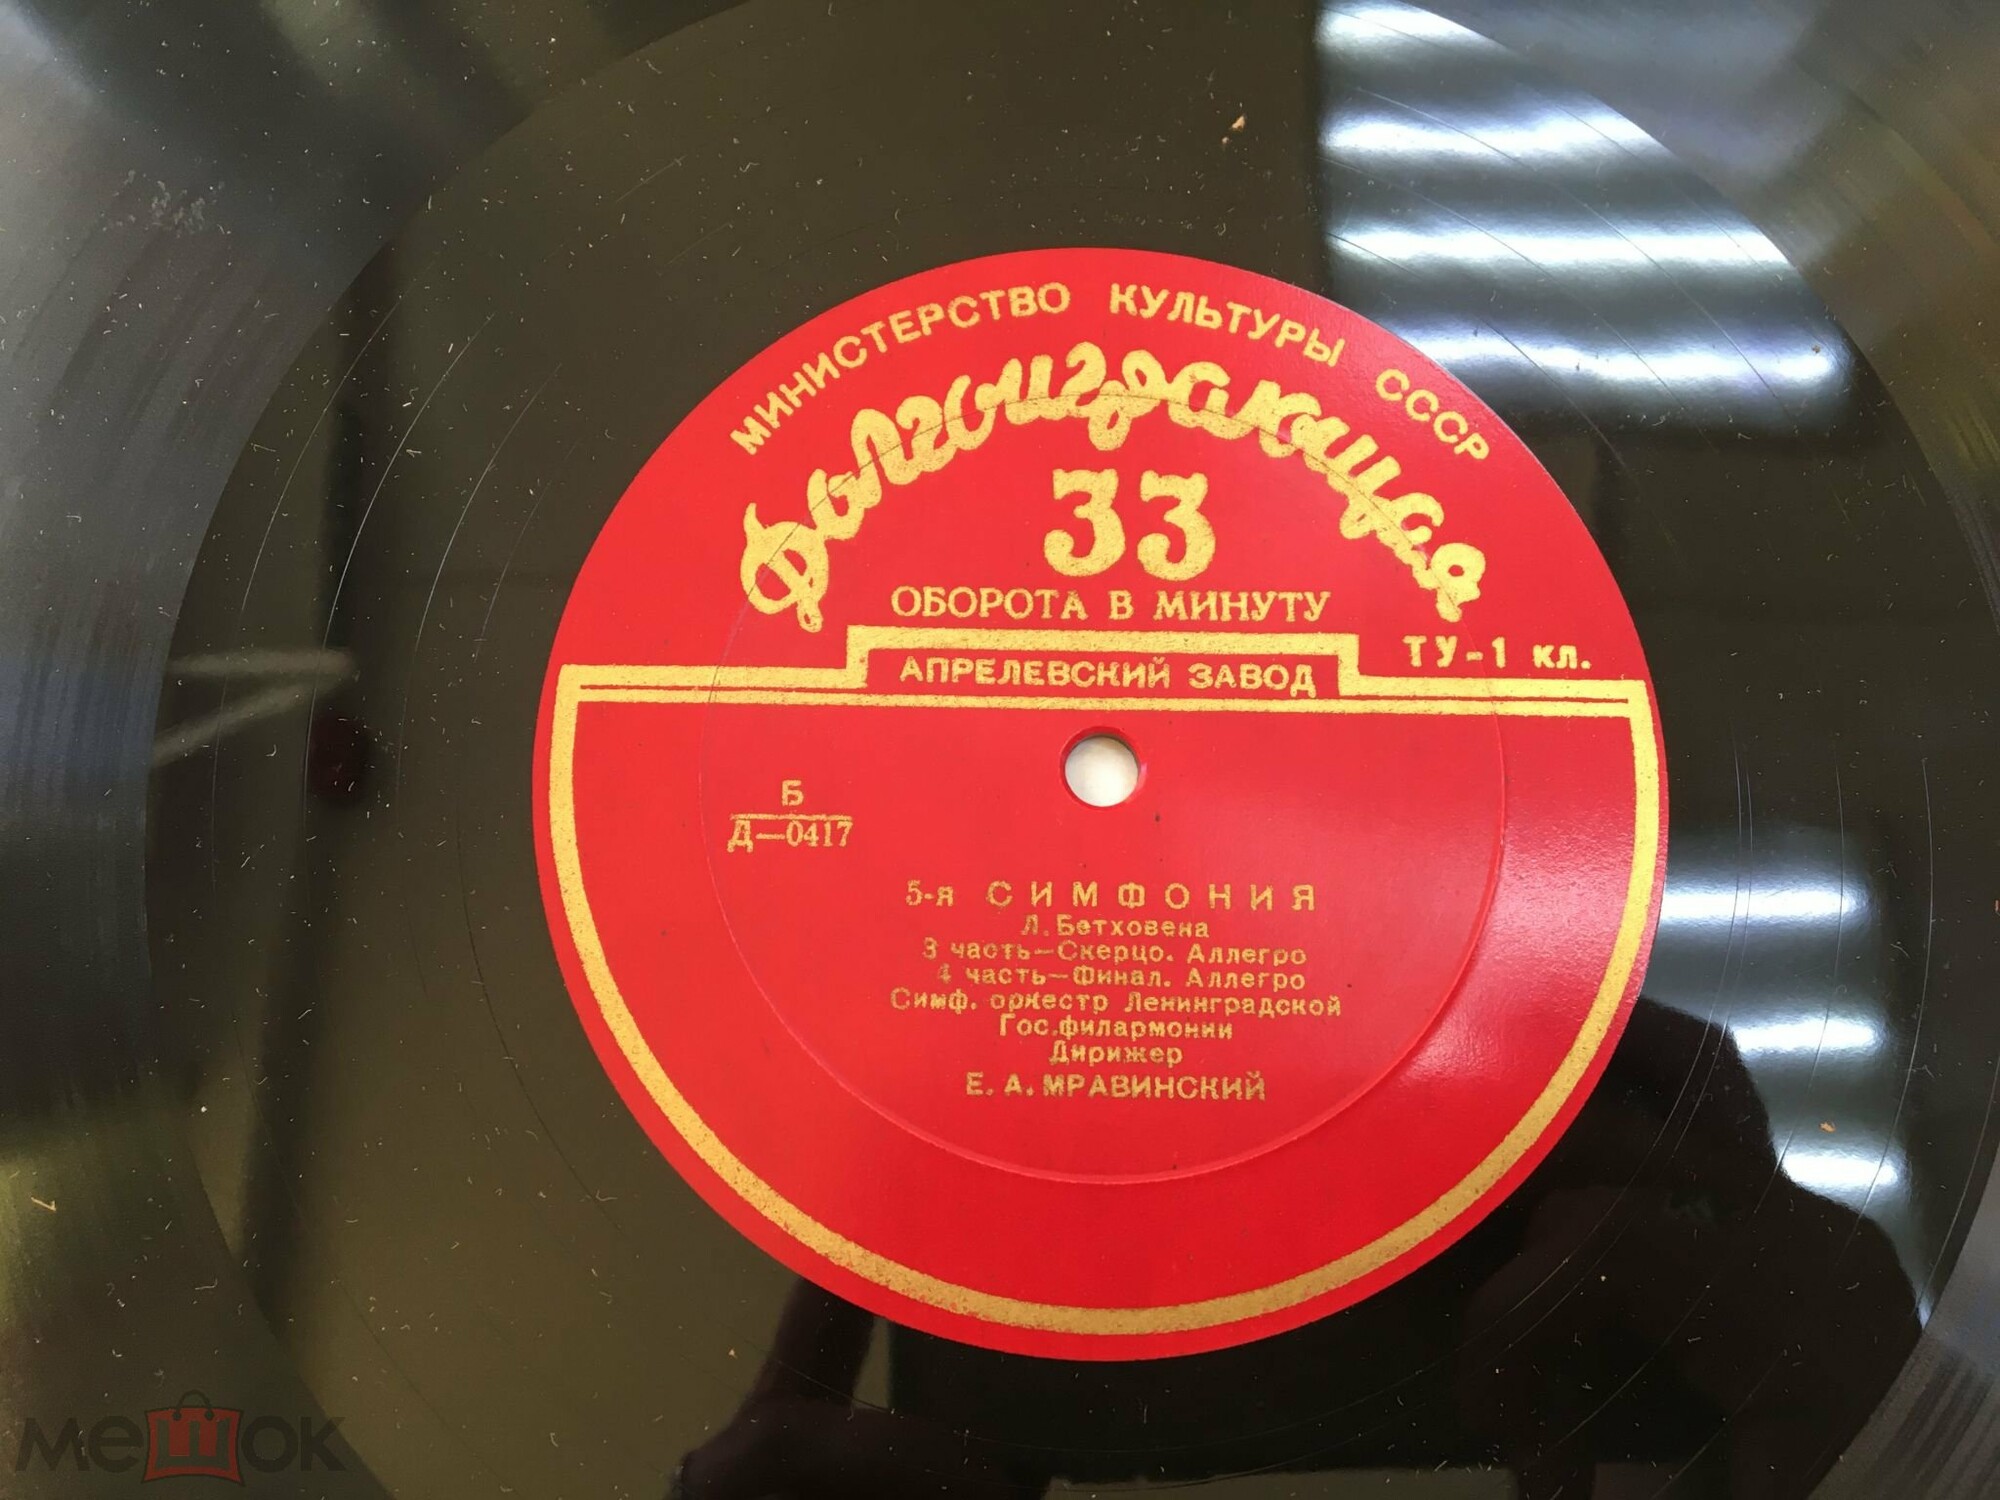 МИНИСТЕРСТВО КУЛЬТУРЫ СССР
Долгоиграющая
33
ОБОРОТА В МИНУТУ
ТУ-1 кл.
АПРЕЛЕВСКИЙ ЗАВОД
Б
Д—0417
5-я СИМФОНИЯ
Л. Бетховена
3 часть—Скерцо. Аллегро
4 часть—Финал. Аллегро
Симф. оркестр Ленинградской
Гос.филармонии
Дирижер
Е. А. МРАВИНСКИЙ
мешок